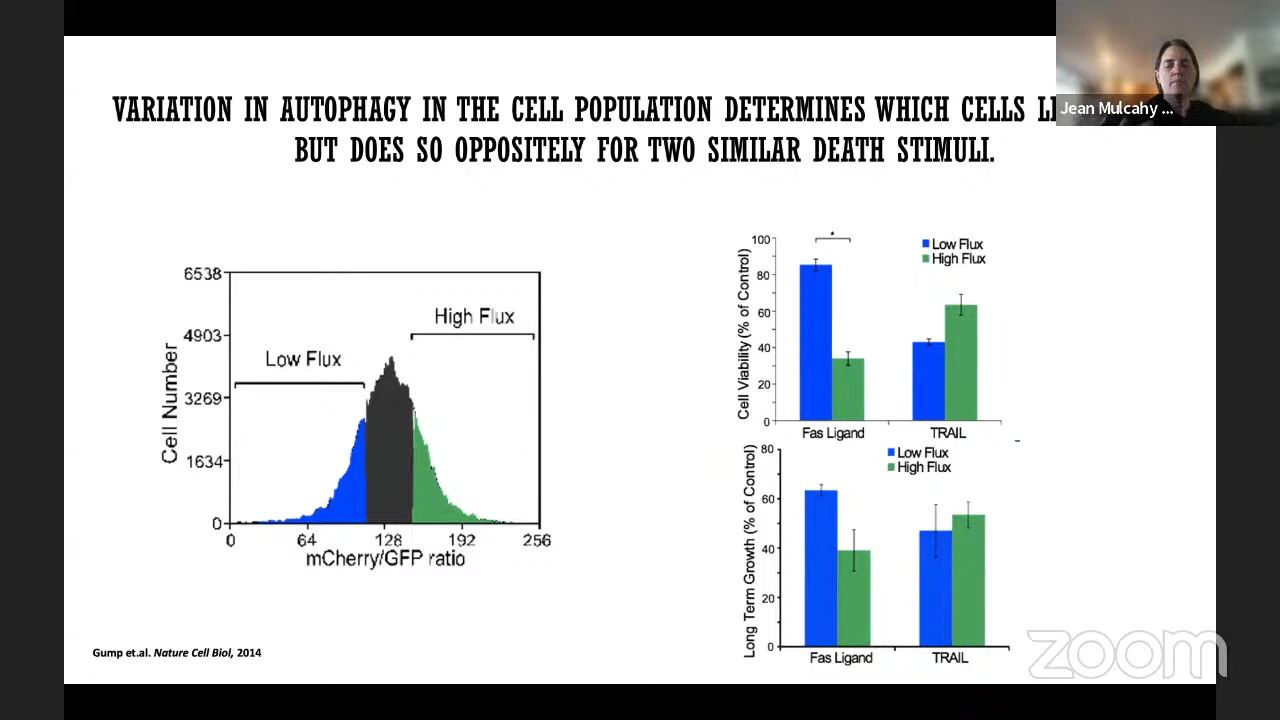 VARIATION IN AUTOPHAGY IN THE CELL POPULATION DETERMINES WHICH CELLS
BUT DOES SO OPPOSITELY FOR TWO SIMILAR DEATH STIMULI.
Jean Mulcahy ...
6538
4903
3269
1634
0
Cell Number
Low Flux
High Flux
0 64 128 192 256
mCherry/GFP ratio
100
80
60
40
20
0
Cell Viability (% of Control)
*
Low Flux
High Flux
Fas Ligand TRAIL
80
60
40
20
0
Long Term Growth (% of Control)
Low Flux
High Flux
Fas Ligand TRAIL
Gump et.al. Nature Cell Biol, 2014
zoom